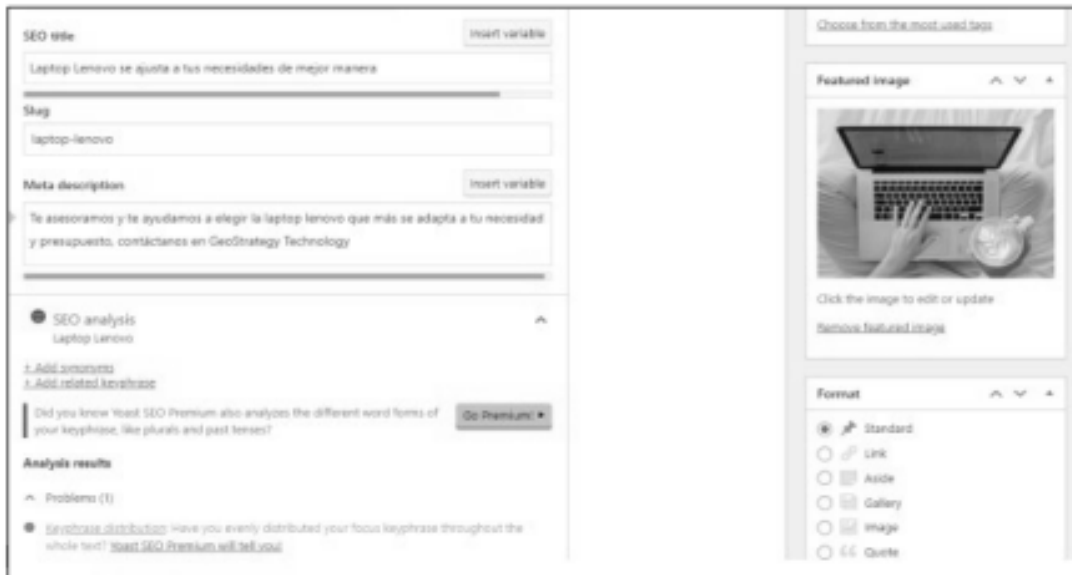 SEO title
Insert variable
Laptop Lenovo se ajusta a tus necesidades de mejor manera
Slug
laptop-lenovo
Meta description
Insert variable
Te asesoramos y te ayudamos a elegir la laptop lenovo que más se adapta a tu necesidad
y presupuesto, contáctanos en GeoStrategy Technology
SEO analysis
Laptop Lenovo
+ Add synonyms
+ Add related keyphrase
Did you know Yoast SEO Premium also analyzes the different word forms of
your keyphrase, like plurals and past tenses?
Go Premium!
Analysis results
Problems (1)
Keyphrase distribution: Have you evenly distributed your focus keyphrase throughout the
whole text? Yoast SEO Premium will tell you!
Choose from the most used tags
Featured image
Click the image to edit or update
Remove featured image
Format
Standard
Link
Aside
Gallery
Image
Quote